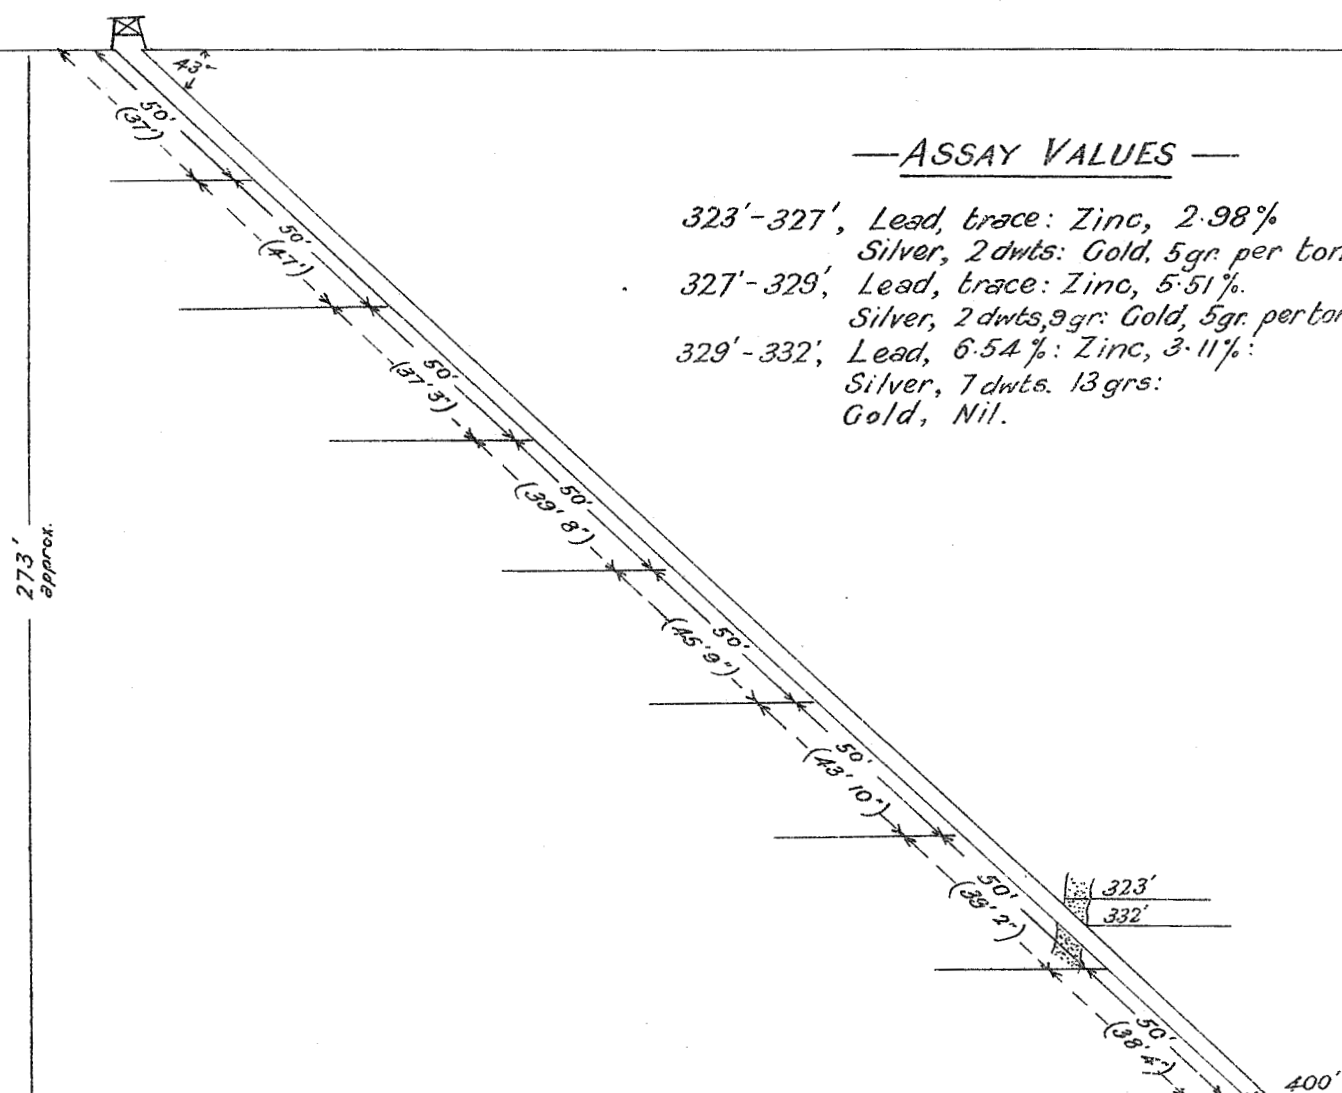 43°
50'
(37')
50'
(47')
50'
(37' 3")
50'
(39' 8")
50'
(45' 9")
50'
(43' 10")
50'
(39' 2")
50'
(38' 4")
400'
323'
332'
273'
approx.
— ASSAY VALUES —
323'-327', Lead, trace: Zinc, 2·98%
Silver, 2 dwts: Gold, 5gr. per ton
327'-329', Lead, trace: Zinc, 5·51%.
Silver, 2 dwts, 9gr: Gold, 5gr. per ton
329'-332', Lead, 6·54%: Zinc, 3·11%:
Silver, 7 dwts. 13 grs:
Gold, Nil.